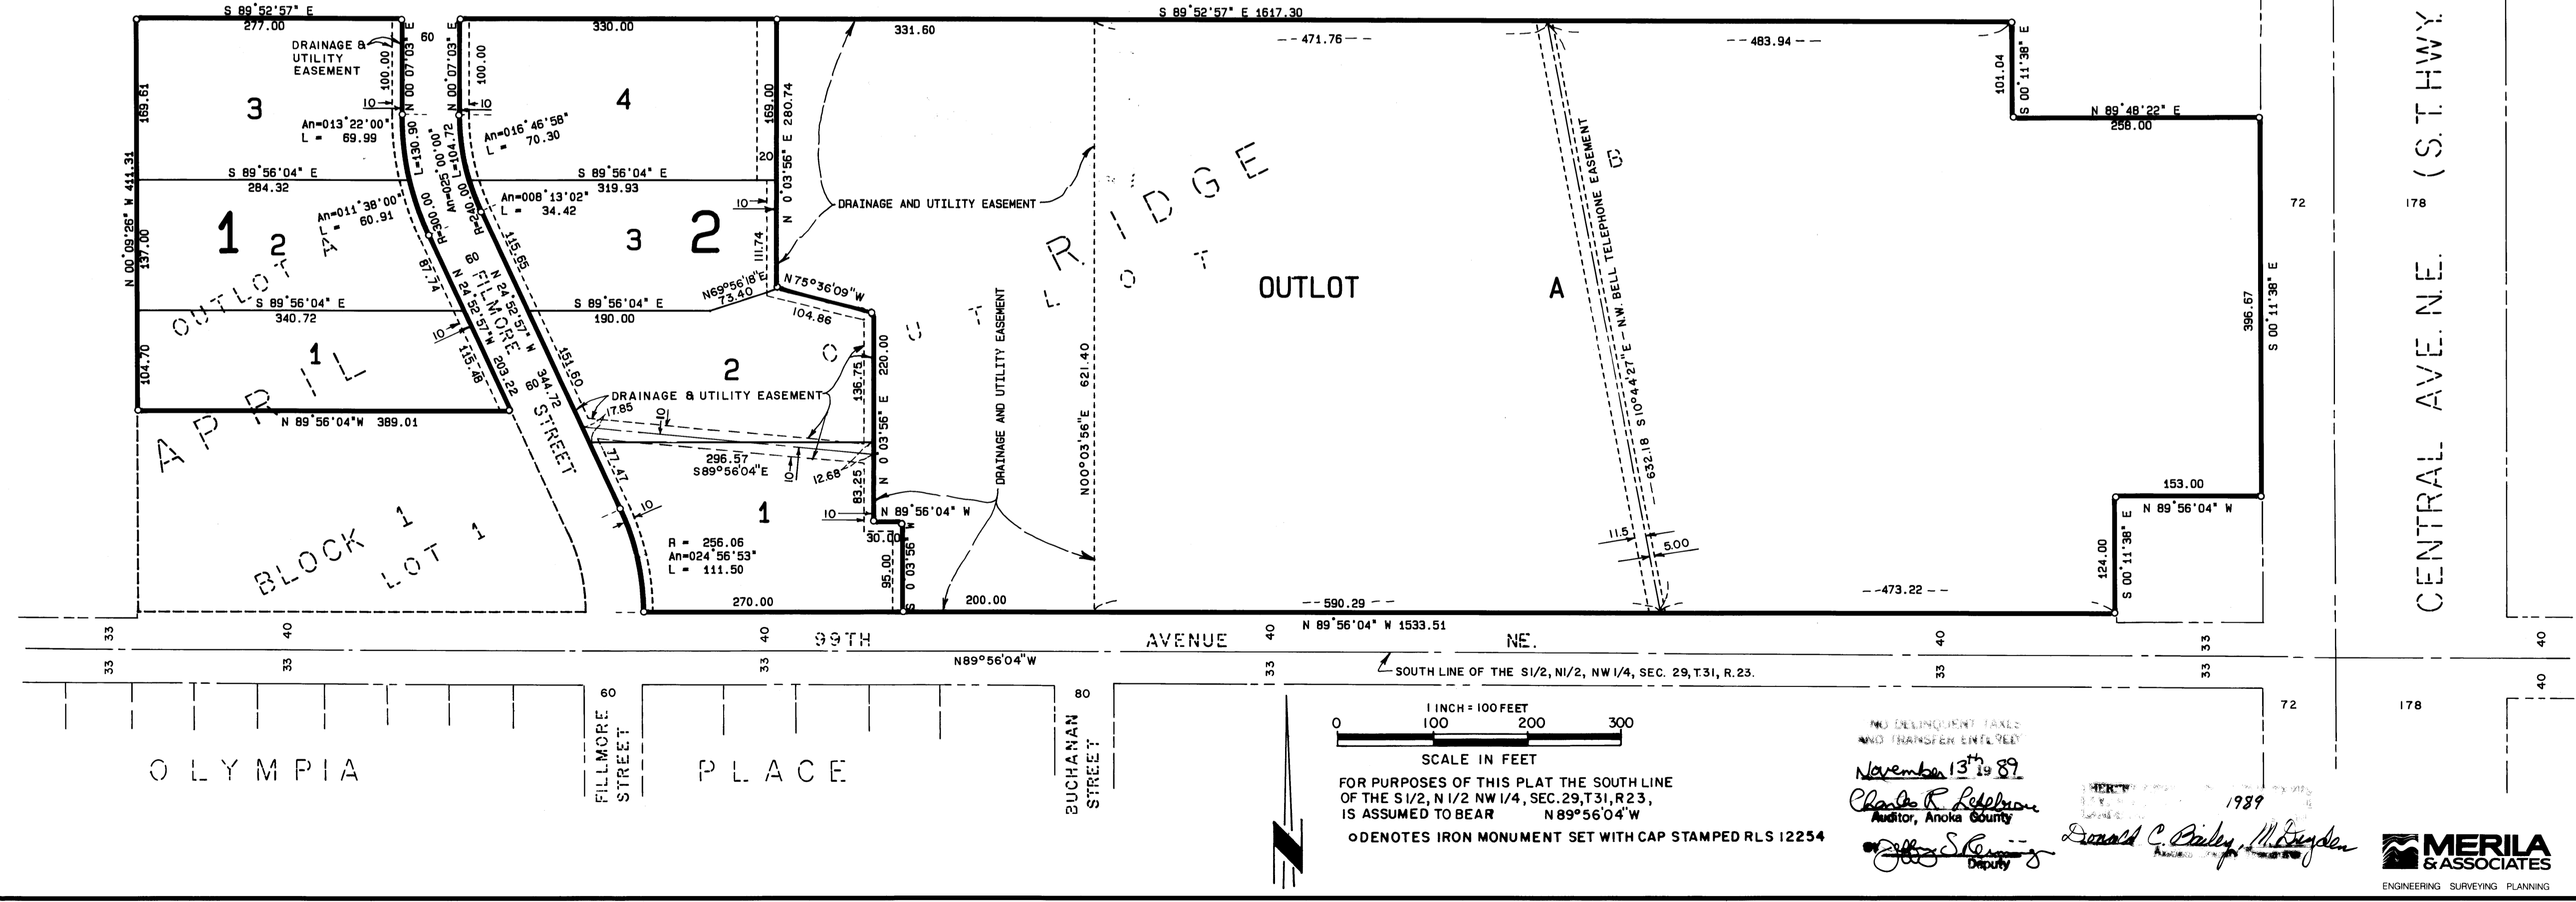 S 89°52'57" E
277.00
330.00
331.60
S 89°52'57" E 1617.30
471.76
483.94
DRAINAGE &
UTILITY
EASEMENT
100.00
N 00°07'03" E
60
N 00°07'03" E
100.00
10
10
169.61
3
4
169.00
N 0°03'56" E 280.74
20
An=013°22'00"
L = 69.99
L=130.90
R=300.00
An=025°00'00"
L=104.72
R=240.00
An=016°46'58"
L = 70.30
S 89°56'04" E
284.32
S 89°56'04" E
319.93
N 00°09'26" W 411.31
137.00
1
2
An=011°38'00"
L = 60.91
An=008°13'02"
L = 34.42
3
2
10
111.74
DRAINAGE AND UTILITY EASEMENT
OUTLOT A
87.74
60
N 24°52'57" W 203.22
FILMORE STREET
N 24°52'57" W 344.72
60
115.65
S 89°56'04" E
340.72
S 89°56'04" E
190.00
N69°56'18"E
73.40
N75°36'09"W
104.86
10
115.48
151.60
104.70
1
2
N 89°56'04"W 389.01
APRIL
RIDGE
OUTLOT
B
OUTLOT A
DRAINAGE & UTILITY EASEMENT
17.85
10
136.75
220.00
N 0°03'56" E
296.57
S89°56'04"E
10
12.68
83.25
77.47
10
1
10
N 89°56'04" W
30.00
95.00
S 0°03'56" W
R = 256.06
An=024°56'53"
L = 111.50
BLOCK 1
LOT 1
270.00
200.00
590.29
473.22
DRAINAGE AND UTILITY EASEMENT
N00°03'56"E 621.40
632.18 S10°44'27"E - N.W. BELL TELEPHONE EASEMENT
11.5
5.00
101.04
S 00°11'38" E
N 89°48'22" E
258.00
396.67
S 00°11'38" E
153.00
N 89°56'04" W
124.00
S 00°11'38" E
N 89°56'04" W 1533.51
72
178
CENTRAL AVE. N.E. (S.T. HWY.
33
40
40
99TH AVENUE NE.
40
40
33
40
33
33
33
N89°56'04"W
33
33
33
40
SOUTH LINE OF THE S1/2, N1/2, NW1/4, SEC. 29, T.31, R.23.
60
80
72
178
OLYMPIA PLACE
FILLMORE
STREET
BUCHANAN
STREET
1 INCH = 100 FEET
0 100 200 300
SCALE IN FEET
FOR PURPOSES OF THIS PLAT THE SOUTH LINE
OF THE S1/2, N1/2 NW1/4, SEC.29,T31,R23,
IS ASSUMED TO BEAR N89°56'04"W
o DENOTES IRON MONUMENT SET WITH CAP STAMPED RLS 12254
NO DELINQUENT TAXES
AND TRANSFER ENTERED
November 13th 1989
Charles R. Lefebvre
Auditor, Anoka County
Deputy
1989
Donald C. Bailey, M. Dryden
MERILA
& ASSOCIATES
ENGINEERING SURVEYING PLANNING